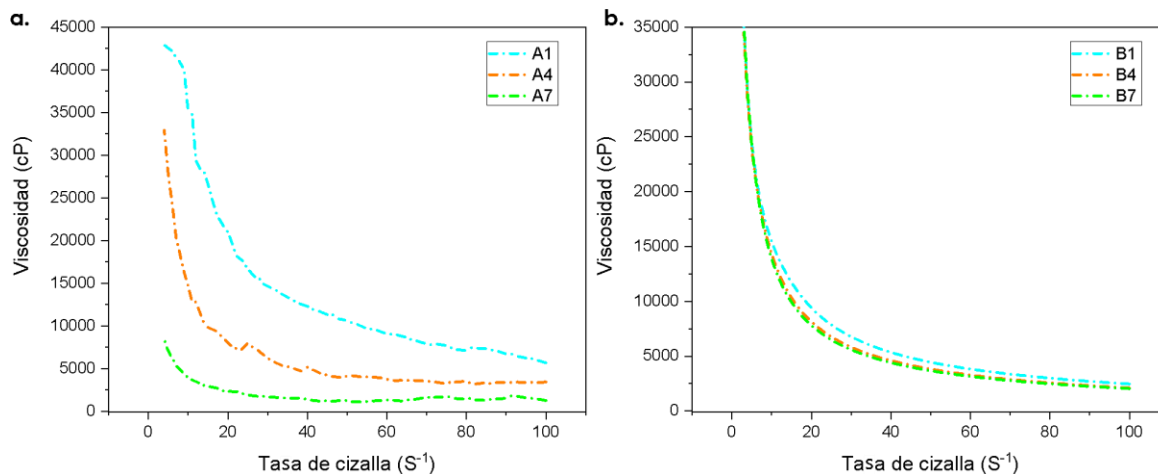 a.
45000
40000
35000
30000
25000
20000
15000
10000
5000
0
Viscosidad (cP)
A1
A4
A7
0 20 40 60 80 100
Tasa de cizalla (S⁻¹)
b.
35000
30000
25000
20000
15000
10000
5000
0
Viscosidad (cP)
B1
B4
B7
0 20 40 60 80 100
Tasa de cizalla (S⁻¹)